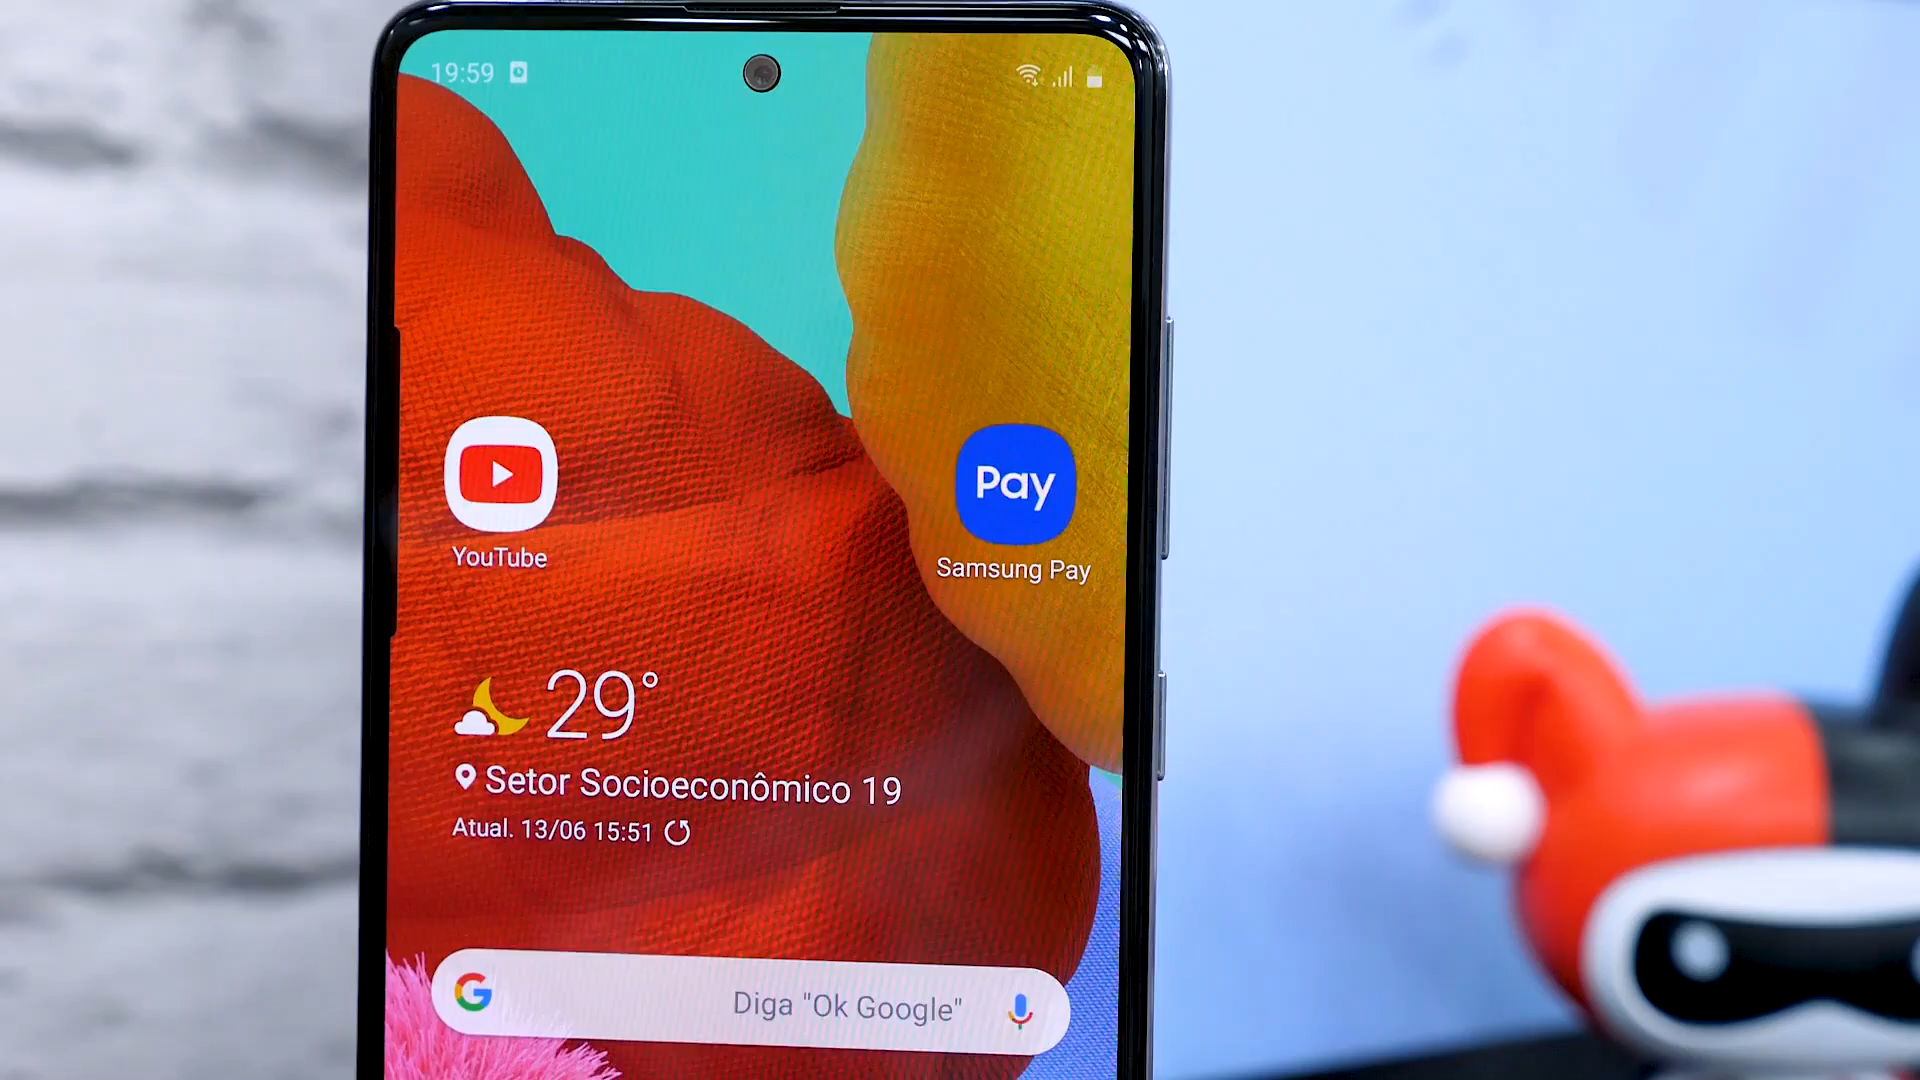 19:59
YouTube
Pay
Samsung Pay
29°
Setor Socioeconômico 19
Atual. 13/06 15:51
G
Diga "Ok Google"